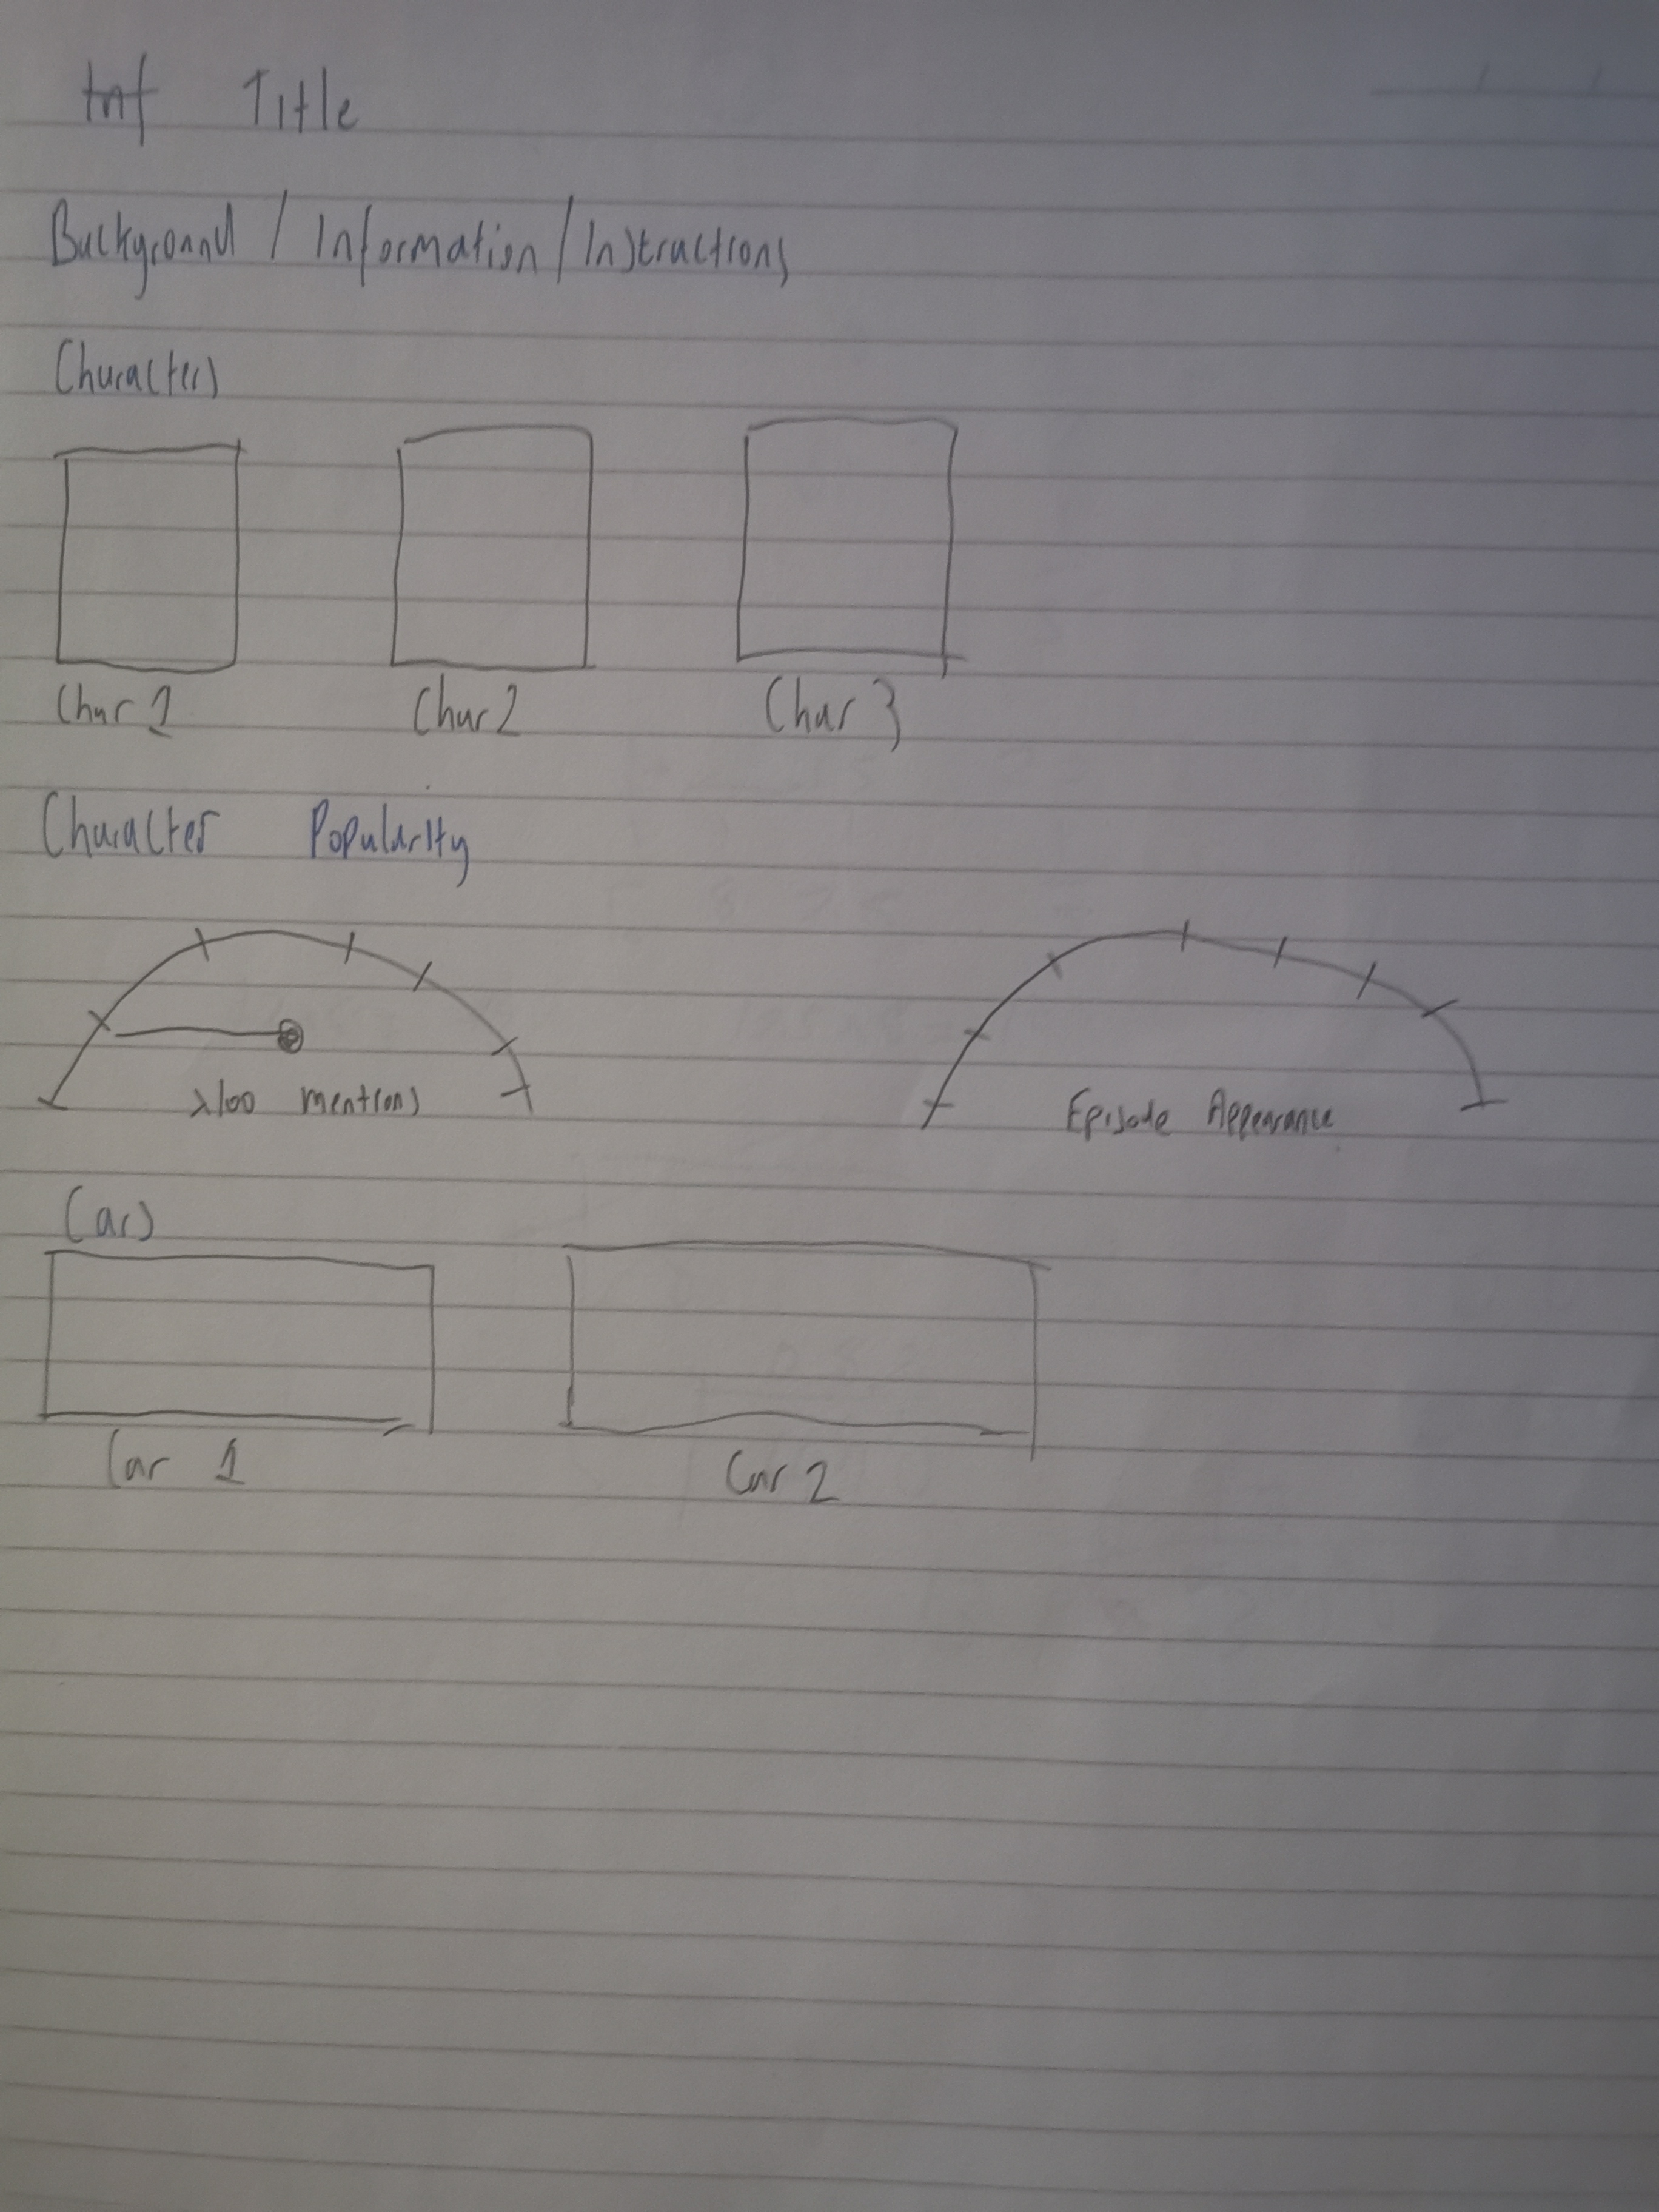 Title
Background / Information / Instructions
Characters
Char 1 Char 2 Char 3
Character Popularity
>100 mentions Episode Appearance
Cars
Car 1 Car 2